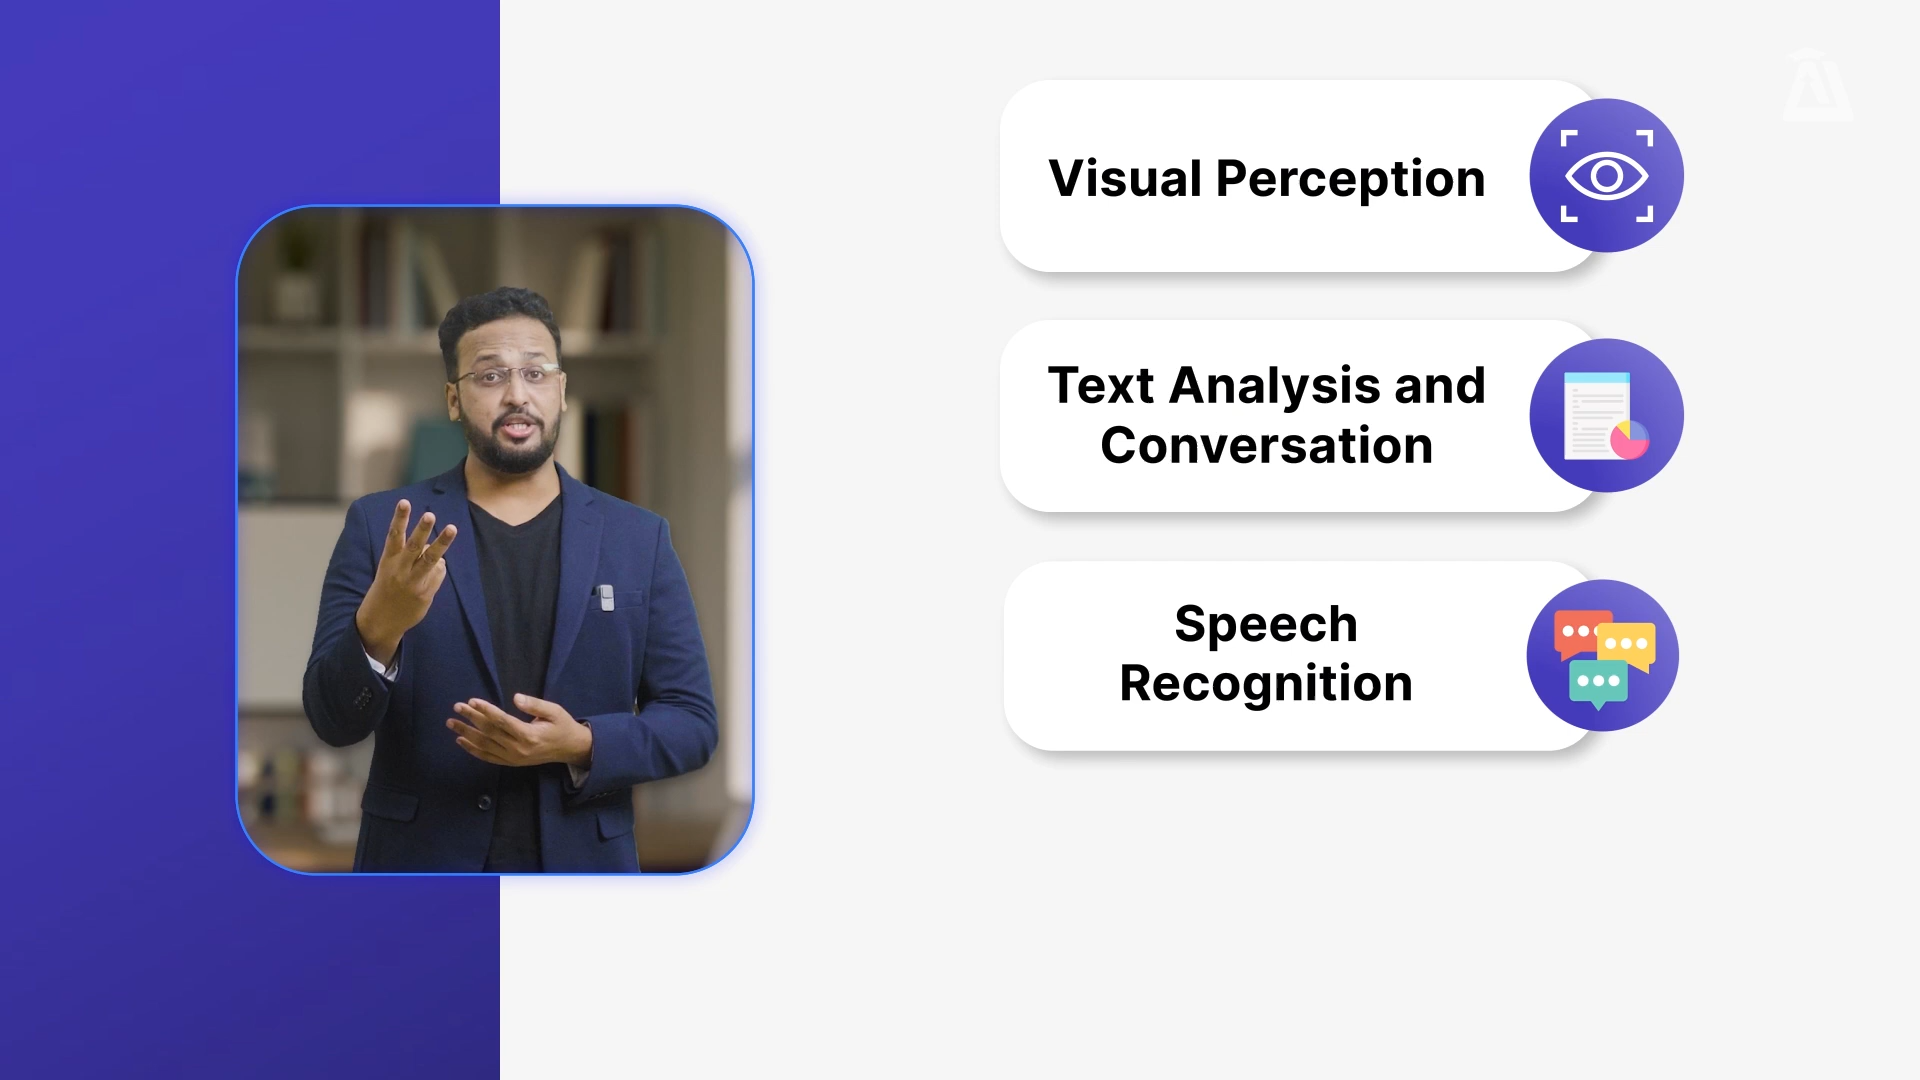 Visual Perception
Text Analysis and
Conversation
Speech
Recognition